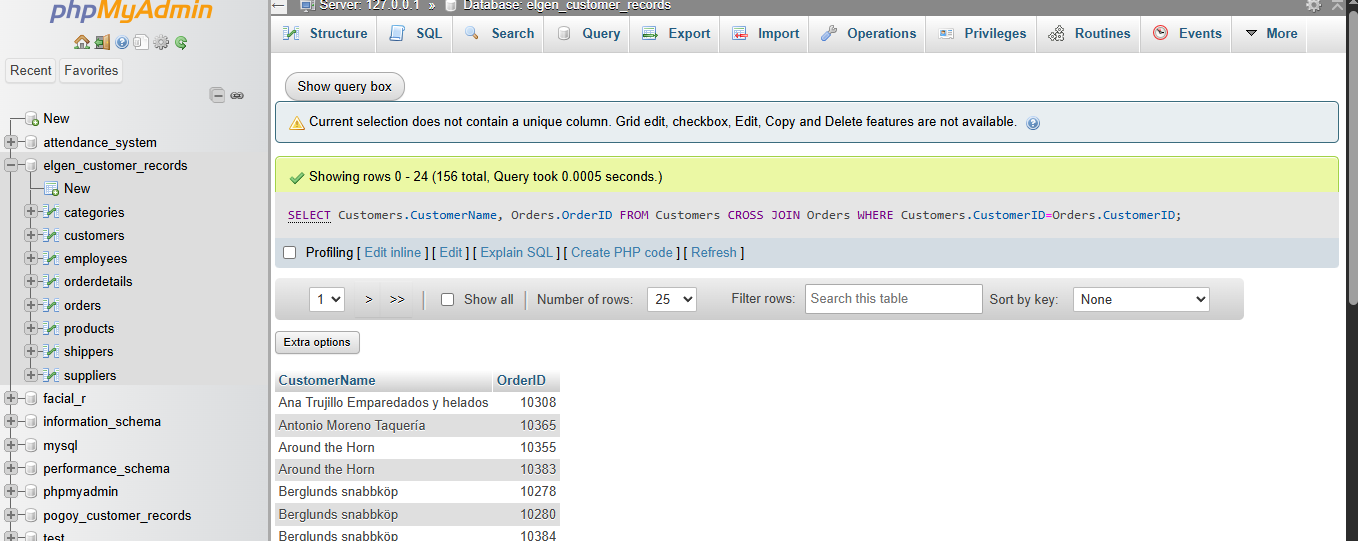 phpMyAdmin
Recent
Favorites
New
attendance_system
elgen_customer_records
New
categories
customers
employees
orderdetails
orders
products
shippers
suppliers
facial_r
information_schema
mysql
performance_schema
phpmyadmin
pogoy_customer_records
test
Server: 127.0.0.1 » Database: elgen_customer_records
Structure SQL Search Query Export Import Operations Privileges Routines Events More
Show query box
Current selection does not contain a unique column. Grid edit, checkbox, Edit, Copy and Delete features are not available.
Showing rows 0 - 24 (156 total, Query took 0.0005 seconds.)
SELECT Customers.CustomerName, Orders.OrderID FROM Customers CROSS JOIN Orders WHERE Customers.CustomerID=Orders.CustomerID;
Profiling [ Edit inline ] [ Edit ] [ Explain SQL ] [ Create PHP code ] [ Refresh ]
1 > >> Show all Number of rows: 25 Filter rows: Search this table Sort by key: None
Extra options
CustomerName OrderID
Ana Trujillo Emparedados y helados 10308
Antonio Moreno Taquería 10365
Around the Horn 10355
Around the Horn 10383
Berglunds snabbköp 10278
Berglunds snabbköp 10280
Berglunds snabbköp 10384